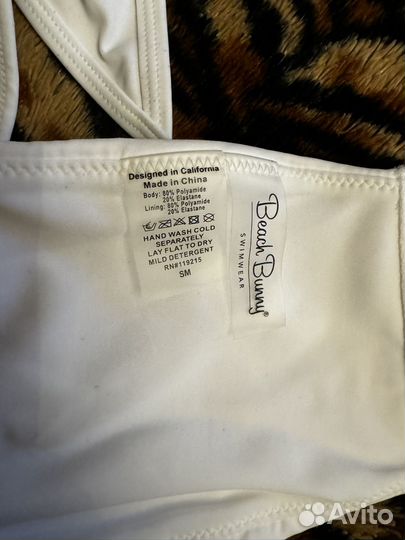 Designed in California
Made in China
Body: 80% Polyamide
20% Elastane
Lining: 80% Polyamide
20% Elastane
HAND WASH COLD
SEPARATELY
LAY FLAT TO DRY
MILD DETERGENT
RN#119215
SM
Beach Bunny®
SWIMWEAR
Avito